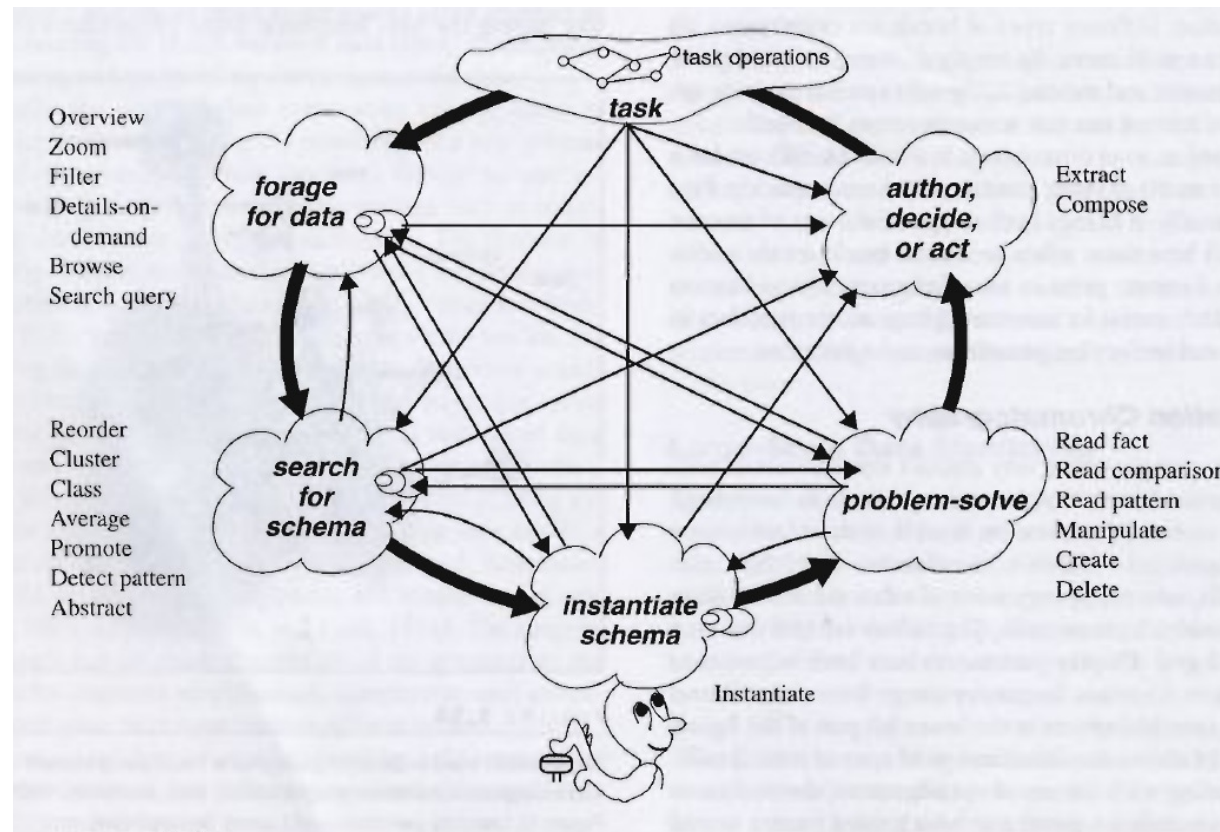 task operations
task
Overview
Zoom
Filter
Details-on-
demand
Browse
Search query
forage
for data
author,
decide,
or act
Extract
Compose
Reorder
Cluster
Class
Average
Promote
Detect pattern
Abstract
search
for
schema
problem-solve
Read fact
Read comparison
Read pattern
Manipulate
Create
Delete
instantiate
schema
Instantiate